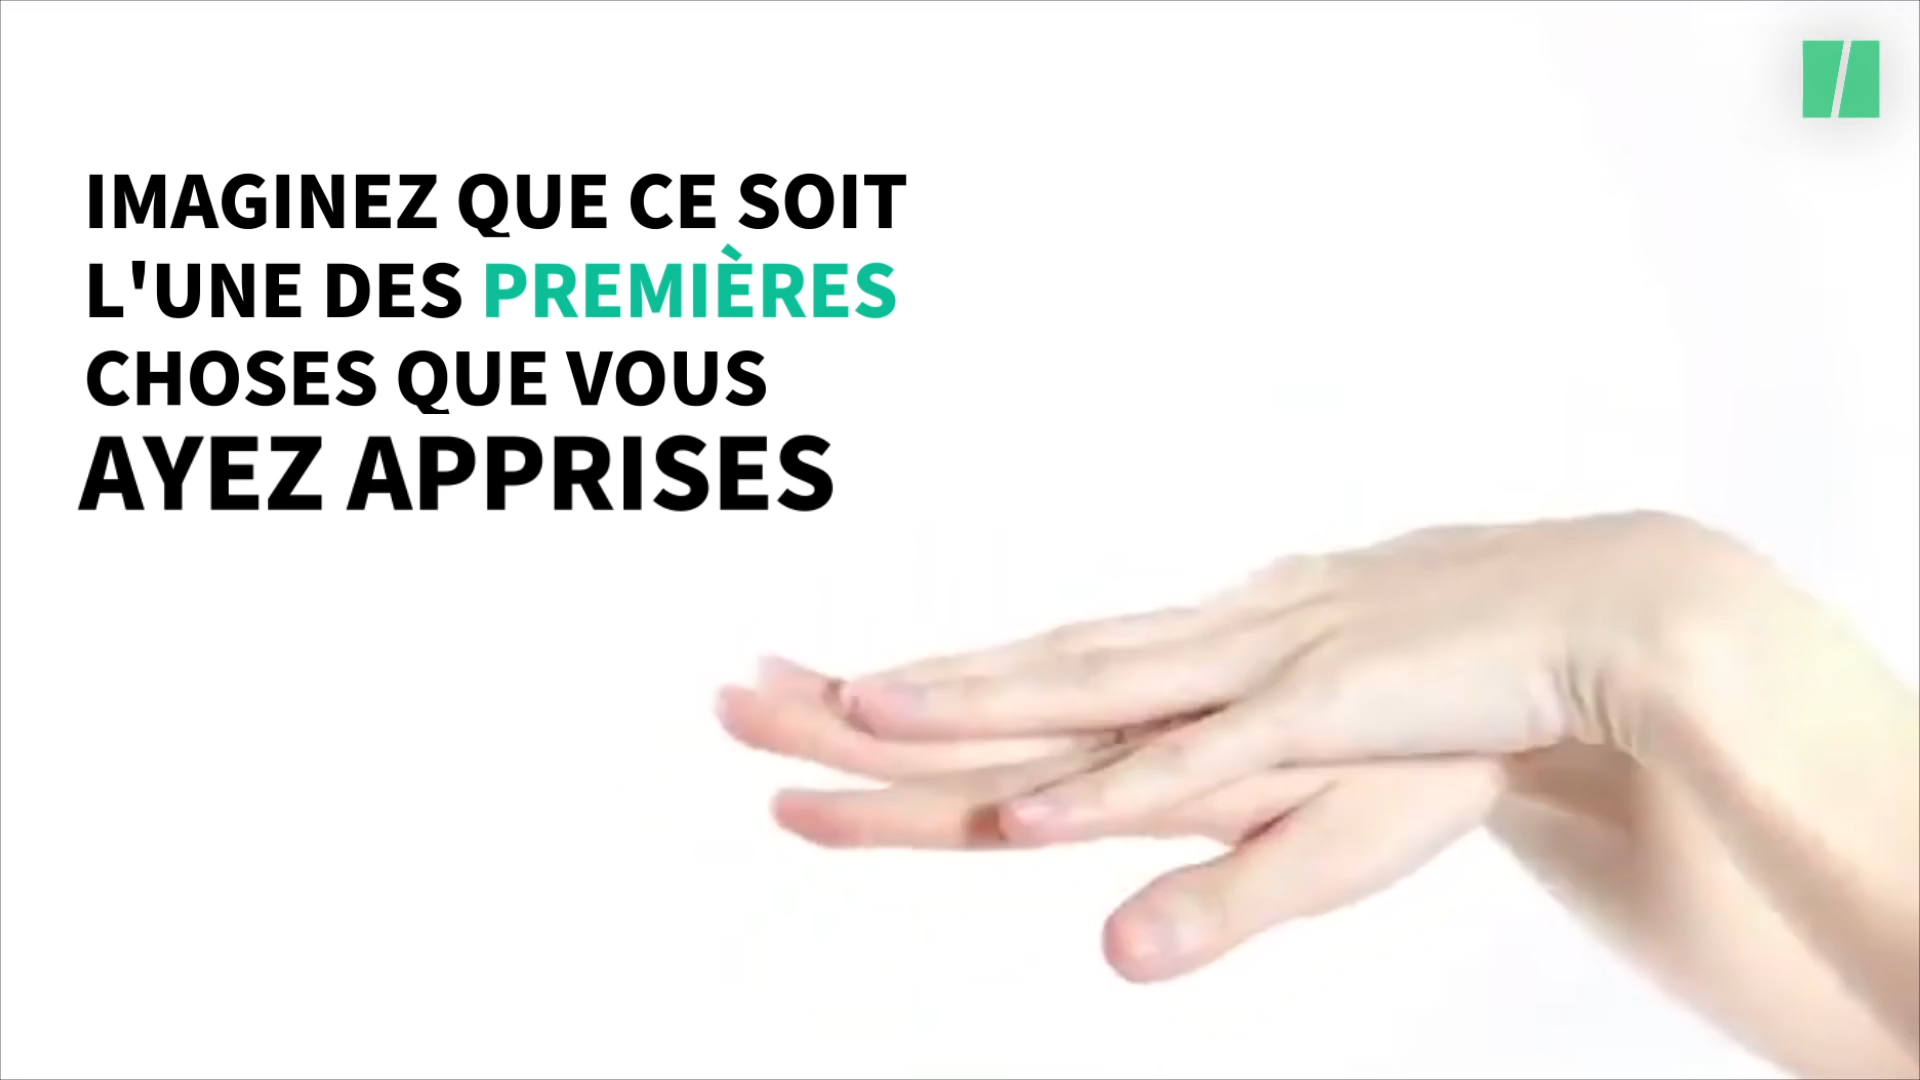 IMAGINEZ QUE CE SOIT
L'UNE DES PREMIÈRES
CHOSES QUE VOUS
AYEZ APPRISES